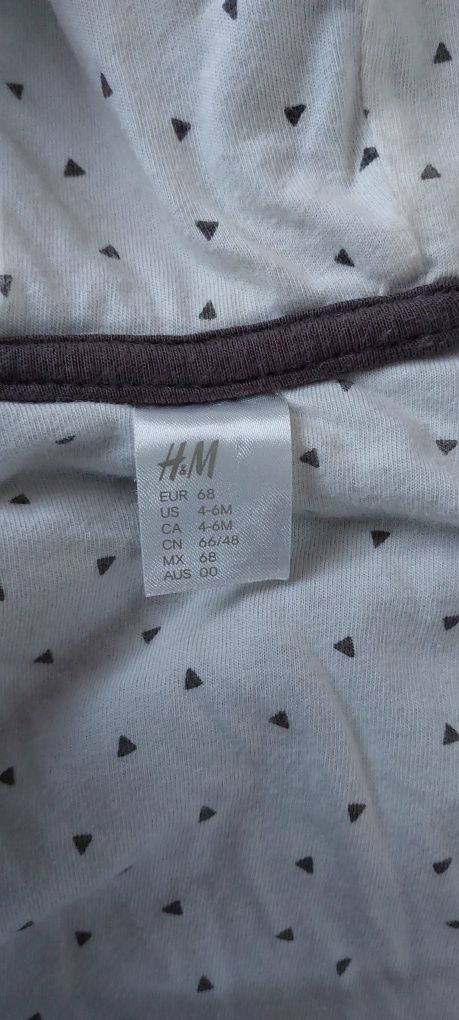 H&M
EUR 68
US 4-6M
CA 4-6M
CN 66/48
MX 68
AUS 00